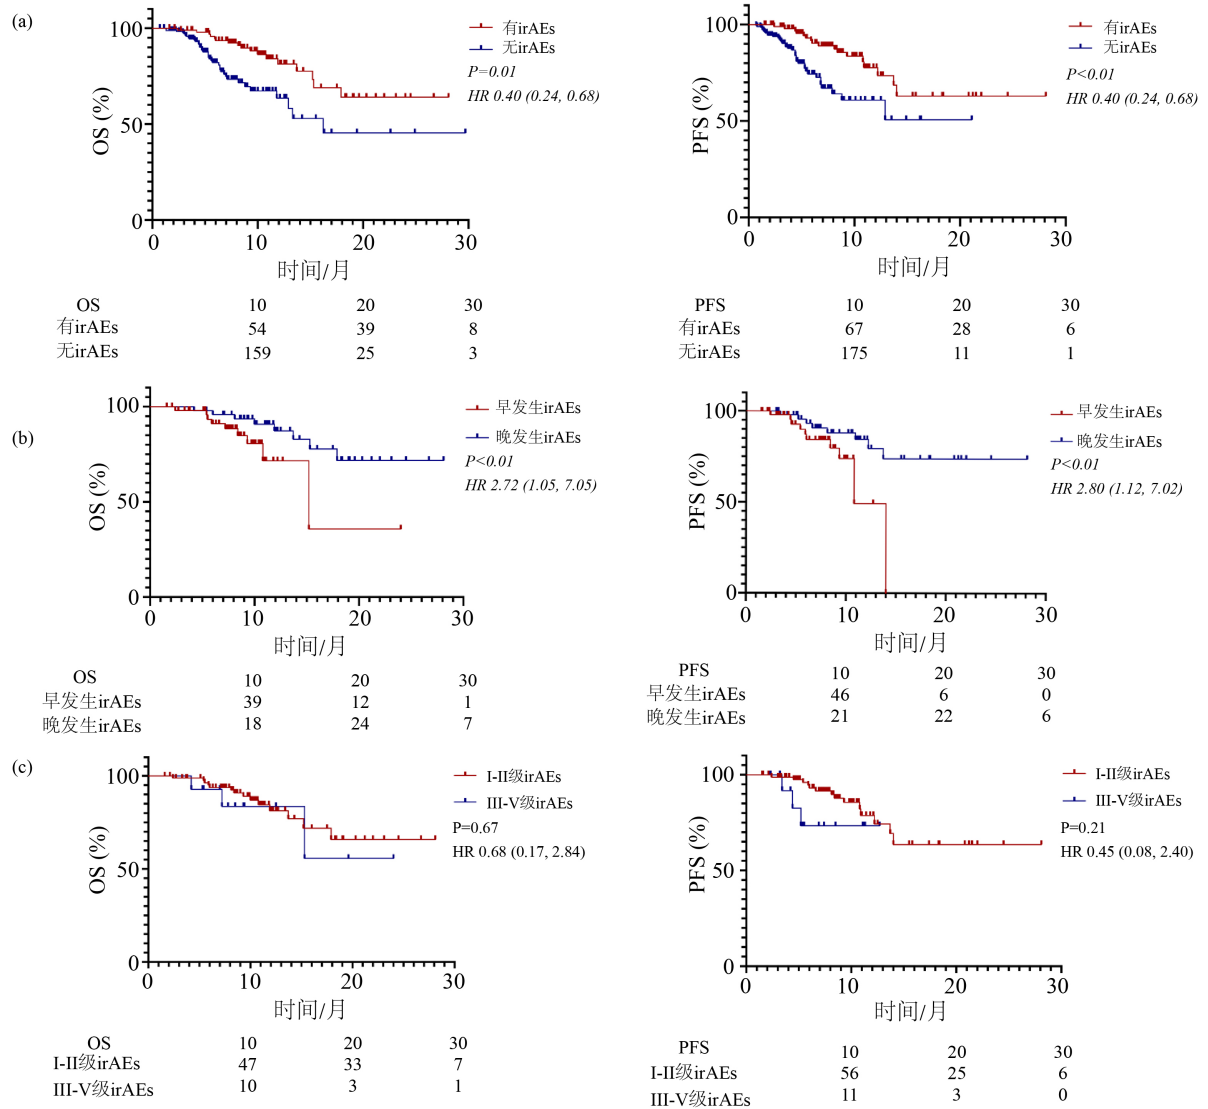 (a)
100
50
0
OS (%)
0 10 20 30
时间/月
有irAEs
无irAEs
P=0.01
HR 0.40 (0.24, 0.68)
OS 10 20 30
有irAEs 54 39 8
无irAEs 159 25 3
100
50
0
PFS (%)
0 10 20 30
时间/月
有irAEs
无irAEs
P<0.01
HR 0.40 (0.24, 0.68)
PFS 10 20 30
有irAEs 67 28 6
无irAEs 175 11 1
(b)
100
50
0
OS (%)
0 10 20 30
时间/月
早发生irAEs
晚发生irAEs
P<0.01
HR 2.72 (1.05, 7.05)
OS 10 20 30
早发生irAEs 39 12 1
晚发生irAEs 18 24 7
100
50
0
PFS (%)
0 10 20 30
时间/月
早发生irAEs
晚发生irAEs
P<0.01
HR 2.80 (1.12, 7.02)
PFS 10 20 30
早发生irAEs 46 6 0
晚发生irAEs 21 22 6
(c)
100
50
0
OS (%)
0 10 20 30
时间/月
I-II级irAEs
III-V级irAEs
P=0.67
HR 0.68 (0.17, 2.84)
OS 10 20 30
I-II级irAEs 47 33 7
III-V级irAEs 10 3 1
100
50
0
PFS (%)
0 10 20 30
时间/月
I-II级irAEs
III-V级irAEs
P=0.21
HR 0.45 (0.08, 2.40)
PFS 10 20 30
I-II级irAEs 56 25 6
III-V级irAEs 11 3 0